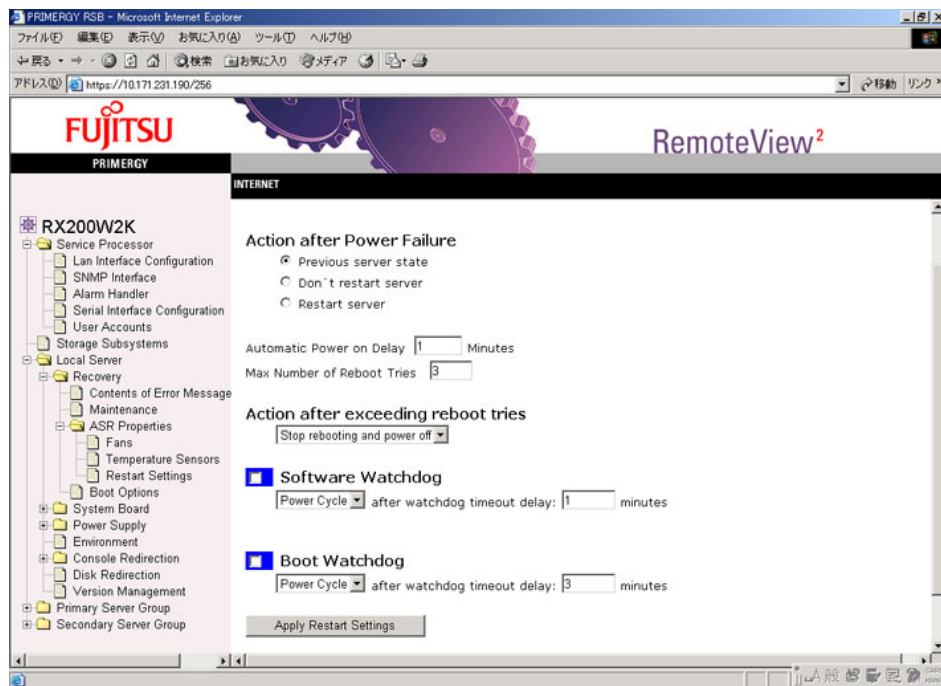 PRIMERGY RSB - Microsoft Internet Explorer
ファイル(F) 編集(E) 表示(V) お気に入り(A) ツール(T) ヘルプ(H)
戻る 検索 お気に入り メディア
アドレス(D) https://10.171.231.190/256 移動 リンク
FUJITSU
RemoteView²
PRIMERGY
INTERNET
RX200W2K
Service Processor
Lan Interface Configuration
SNMP Interface
Alarm Handler
Serial Interface Configuration
User Accounts
Storage Subsystems
Local Server
Recovery
Contents of Error Message
Maintenance
ASR Properties
Fans
Temperature Sensors
Restart Settings
Boot Options
System Board
Power Supply
Environment
Console Redirection
Disk Redirection
Version Management
Primary Server Group
Secondary Server Group
Action after Power Failure
Previous server state
Don´t restart server
Restart server
Automatic Power on Delay 1 Minutes
Max Number of Reboot Tries 3
Action after exceeding reboot tries
Stop rebooting and power off
Software Watchdog
Power Cycle after watchdog timeout delay: 1 minutes
Boot Watchdog
Power Cycle after watchdog timeout delay: 3 minutes
Apply Restart Settings
A 般